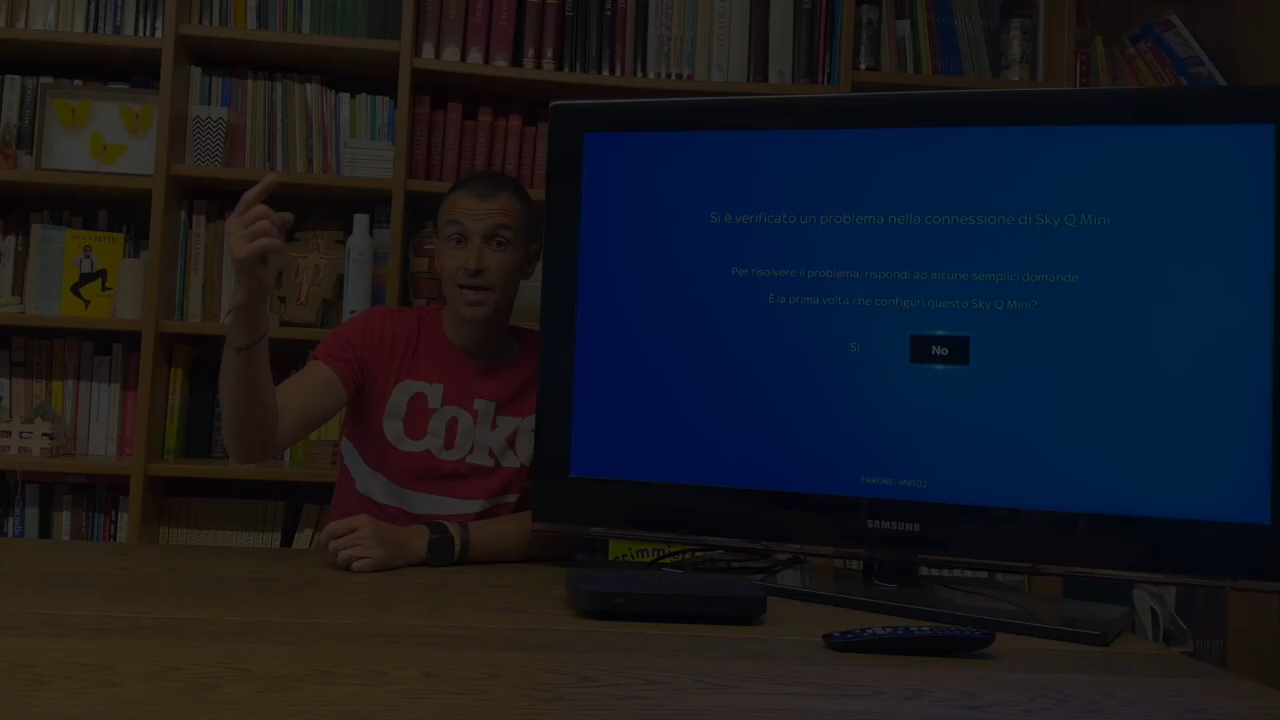 Si è verificato un problema nella connessione di Sky Q Mini.
Per risolvere il problema, rispondi ad alcune semplici domande.
È la prima volta che configuri questo Sky Q Mini?
Sì
No
ERRORE: MR102
SAMSUNG
Coke